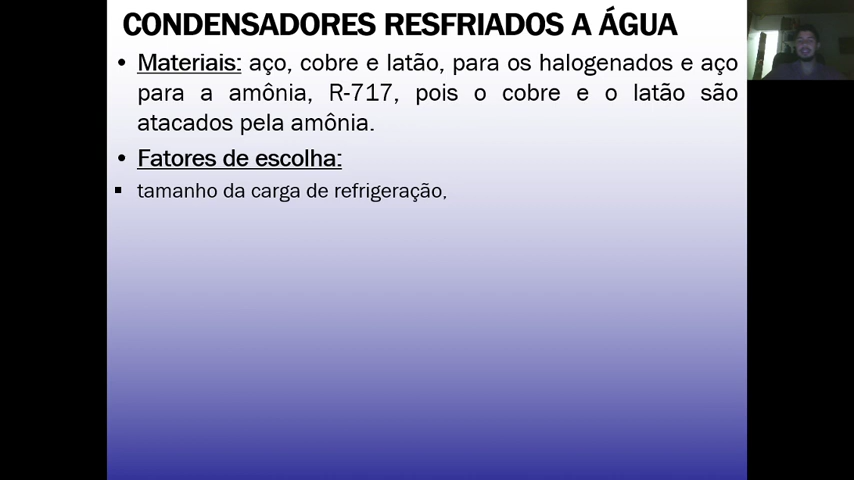 CONDENSADORES RESFRIADOS A ÁGUA
• Materiais: aço, cobre e latão, para os halogenados e aço
para a amônia, R-717, pois o cobre e o latão são
atacados pela amônia.
• Fatores de escolha:
▪ tamanho da carga de refrigeração,